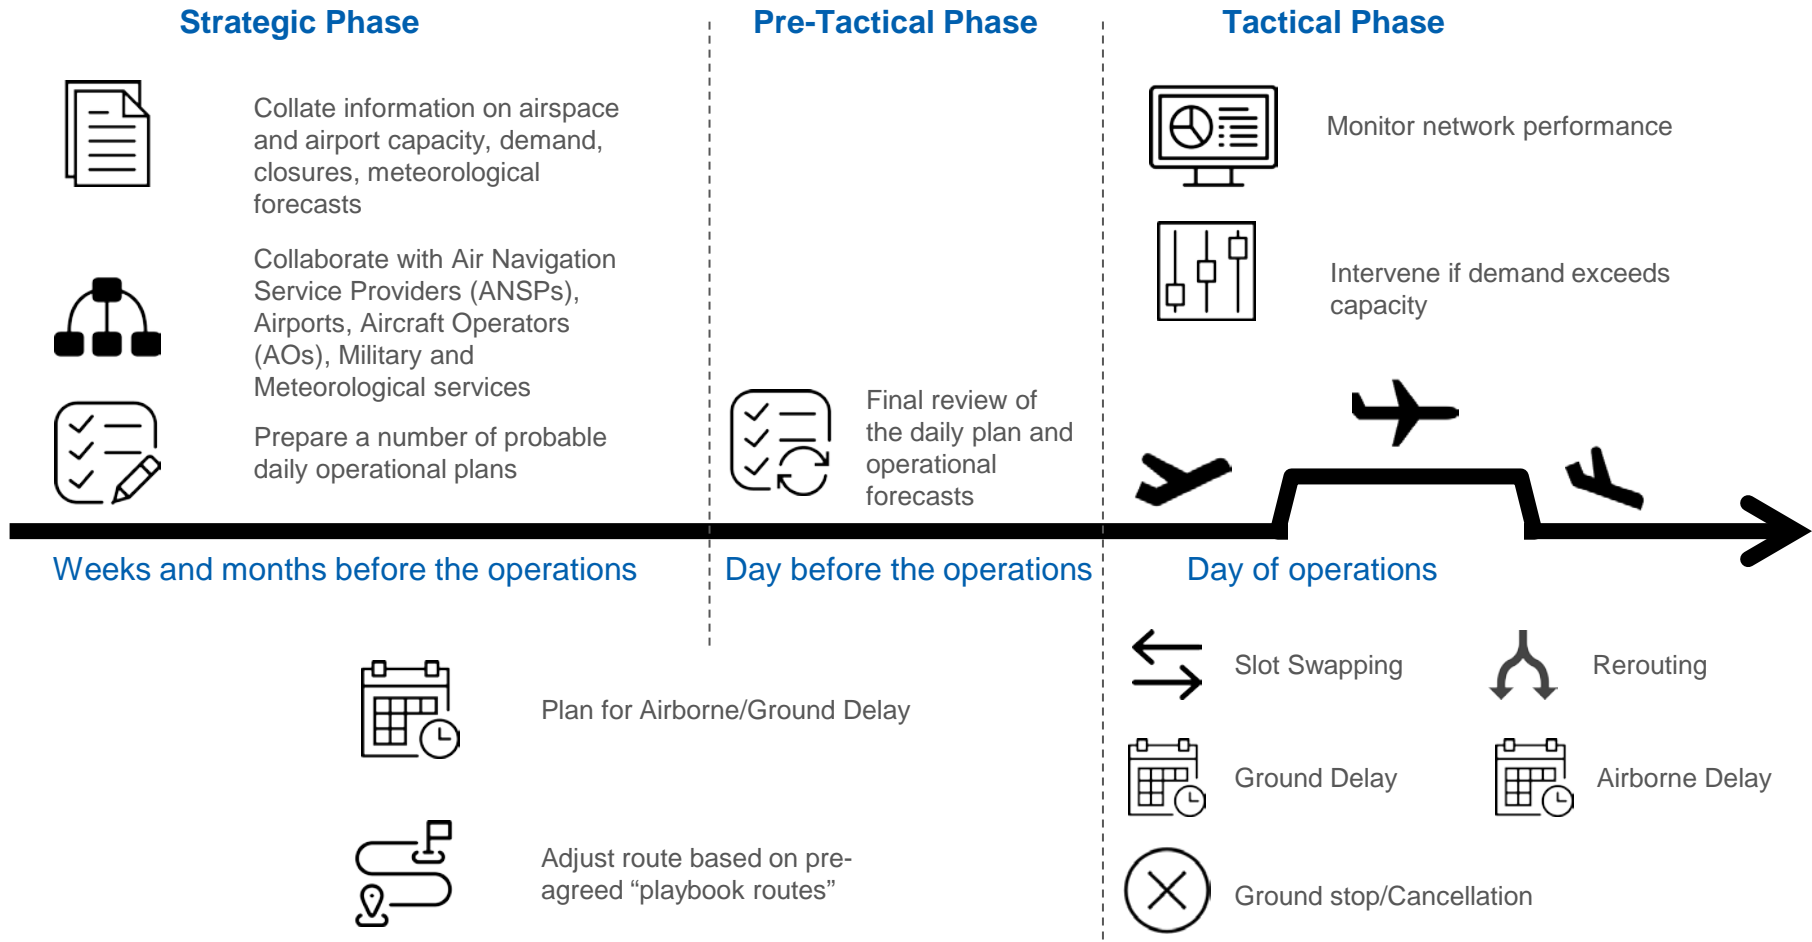 Strategic Phase
Pre-Tactical Phase
Tactical Phase
Collate information on airspace
and airport capacity, demand,
closures, meteorological
forecasts
Collaborate with Air Navigation
Service Providers (ANSPs),
Airports, Aircraft Operators
(AOs), Military and
Meteorological services
Prepare a number of probable
daily operational plans
Final review of
the daily plan and
operational
forecasts
Monitor network performance
Intervene if demand exceeds
capacity
Weeks and months before the operations
Day before the operations
Day of operations
Plan for Airborne/Ground Delay
Adjust route based on pre-
agreed “playbook routes”
Slot Swapping
Rerouting
Ground Delay
Airborne Delay
Ground stop/Cancellation